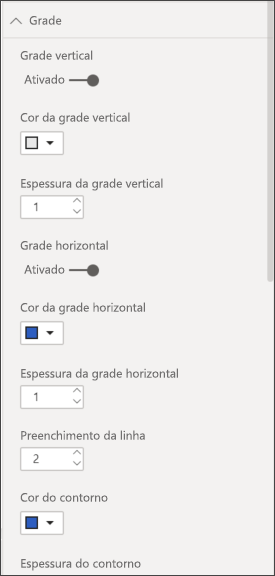 Grade
Grade vertical
Ativado
Cor da grade vertical
Espessura da grade vertical
1
Grade horizontal
Ativado
Cor da grade horizontal
Espessura da grade horizontal
1
Preenchimento da linha
2
Cor do contorno
Espessura do contorno